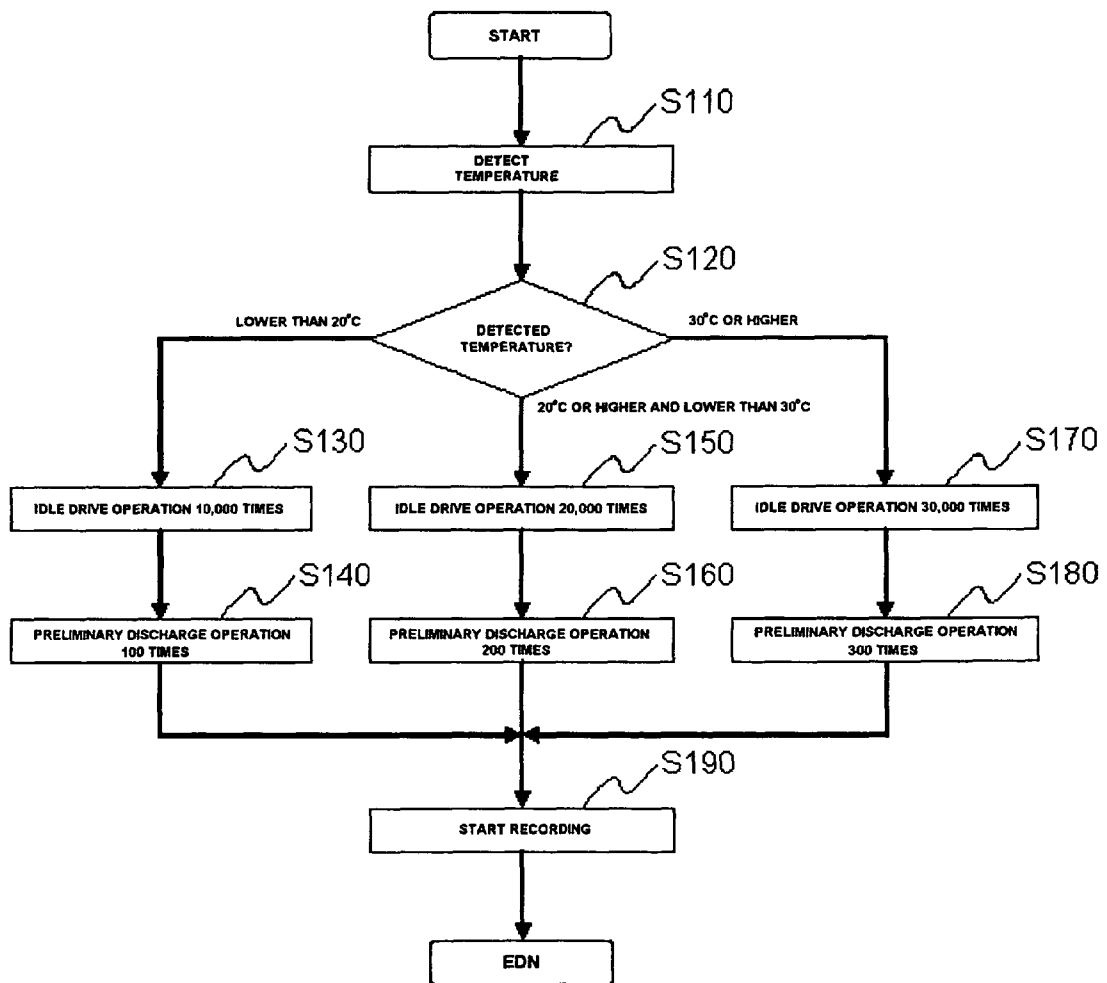 START
S110
DETECT
TEMPERATURE
S120
LOWER THAN 20°C
DETECTED
TEMPERATURE?
30°C OR HIGHER
20°C OR HIGHER AND LOWER THAN 30°C
S130
S150
S170
IDLE DRIVE OPERATION 10,000 TIMES
IDLE DRIVE OPERATION 20,000 TIMES
IDLE DRIVE OPERATION 30,000 TIMES
S140
S160
S180
PRELIMINARY DISCHARGE OPERATION
100 TIMES
PRELIMINARY DISCHARGE OPERATION
200 TIMES
PRELIMINARY DISCHARGE OPERATION
300 TIMES
S190
START RECORDING
EDN